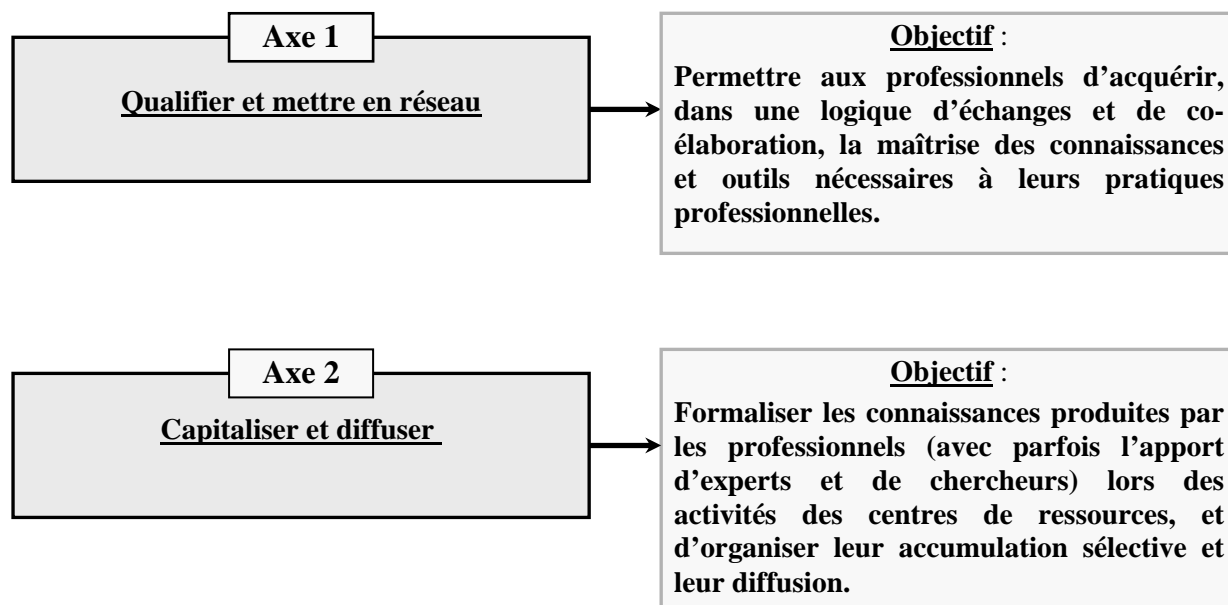 Axe 1
Qualifier et mettre en réseau
Objectif :
Permettre aux professionnels d’acquérir,
dans une logique d’échanges et de co-
élaboration, la maîtrise des connaissances
et outils nécessaires à leurs pratiques
professionnelles.
Axe 2
Capitaliser et diffuser
Objectif :
Formaliser les connaissances produites par
les professionnels (avec parfois l’apport
d’experts et de chercheurs) lors des
activités des centres de ressources, et
d’organiser leur accumulation sélective et
leur diffusion.